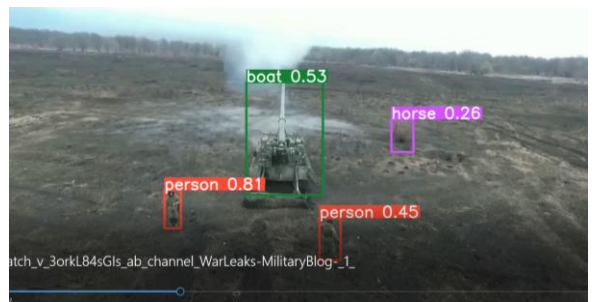 boat 0.53
horse 0.26
person 0.81
person 0.45
atch_v_3orkL84sGIs_ab_channel_WarLeaks-MilitaryBlog-_1_